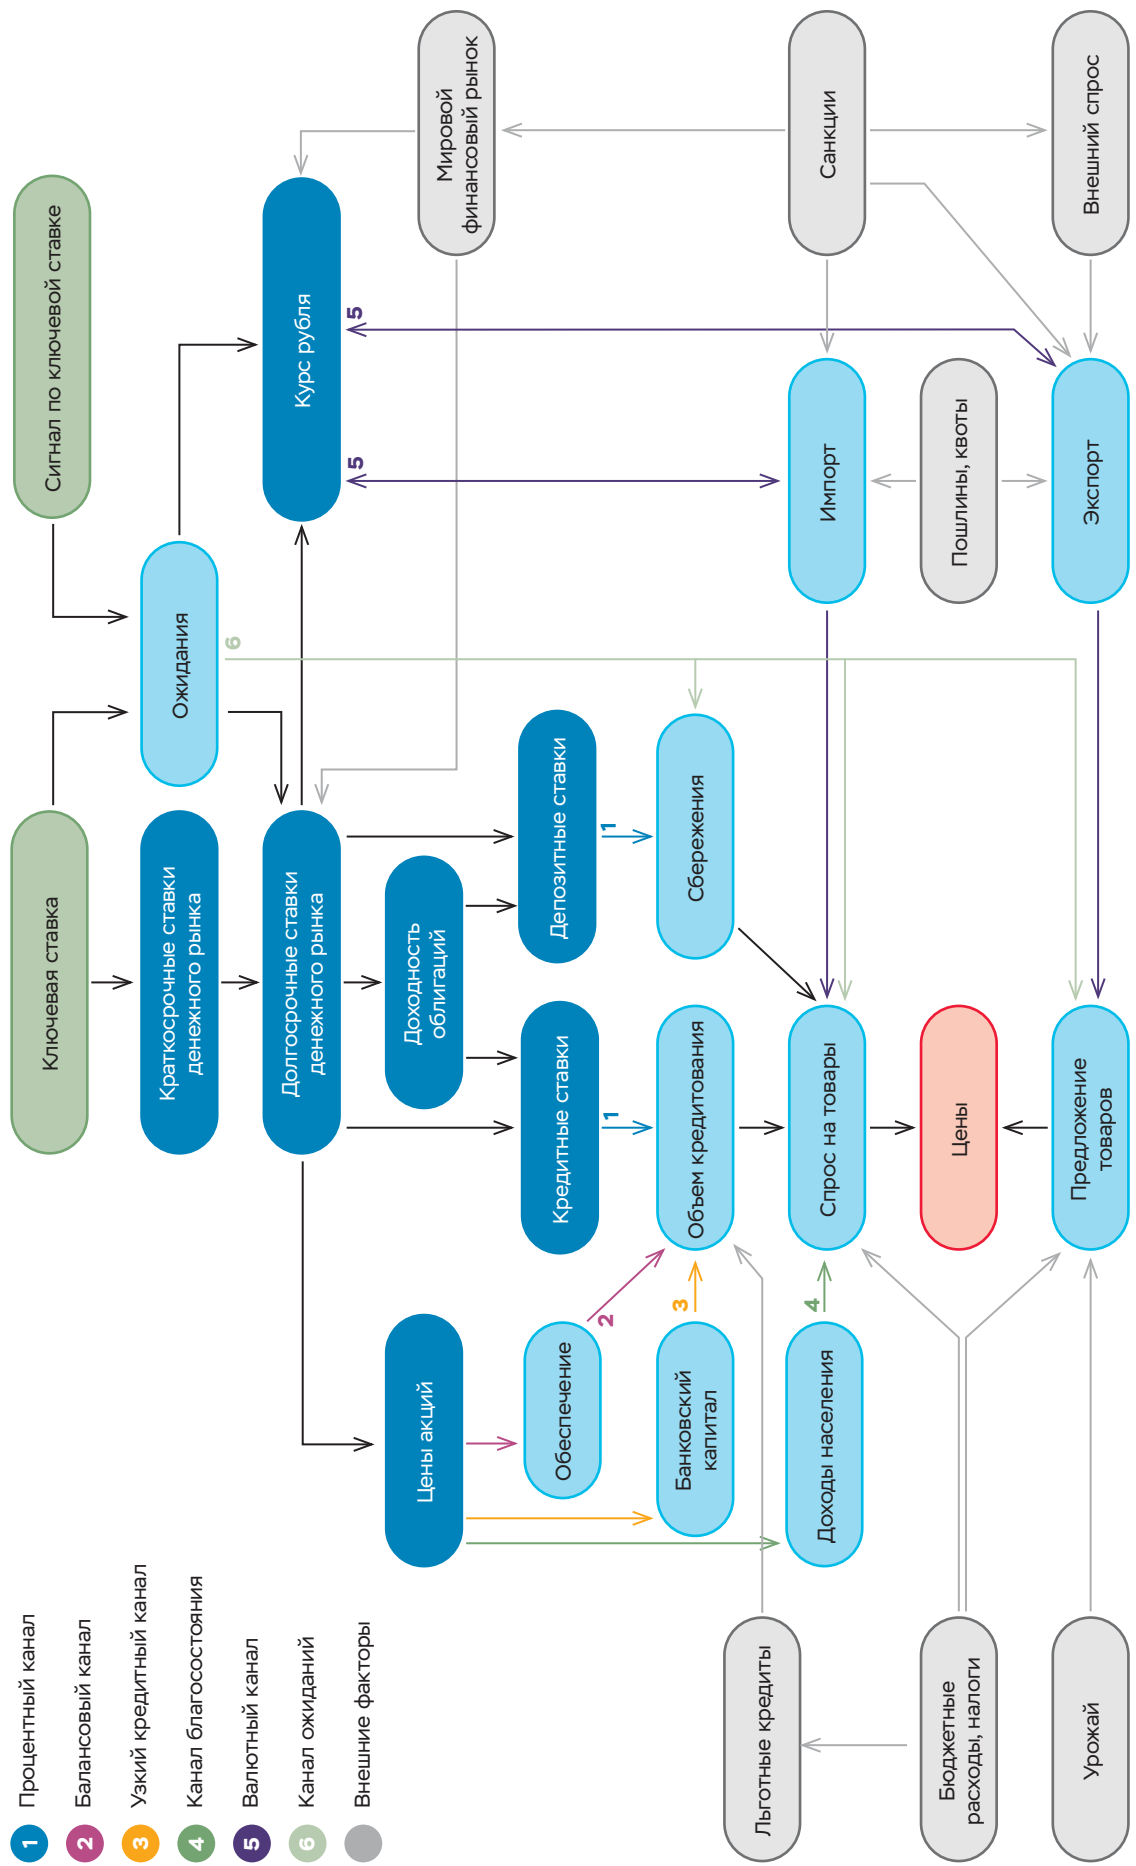 1 Процентный канал
2 Балансовый канал
3 Узкий кредитный канал
4 Канал благосостояния
5 Валютный канал
6 Канал ожиданий
Внешние факторы
Ключевая ставка
Сигнал по ключевой ставке
Краткосрочные ставки
денежного рынка
Ожидания
6
Долгосрочные ставки
денежного рынка
Курс рубля
5
5
Цены акций
Доходность
облигаций
Мировой
финансовый рынок
Обеспечение
2
Кредитные ставки
1
Депозитные ставки
1
Банковский
капитал
3
Объем кредитования
Сбережения
Льготные кредиты
Доходы населения
4
Спрос на товары
Импорт
Санкции
Бюджетные
расходы, налоги
Цены
Пошлины, квоты
Урожай
Предложение
товаров
Экспорт
Внешний спрос